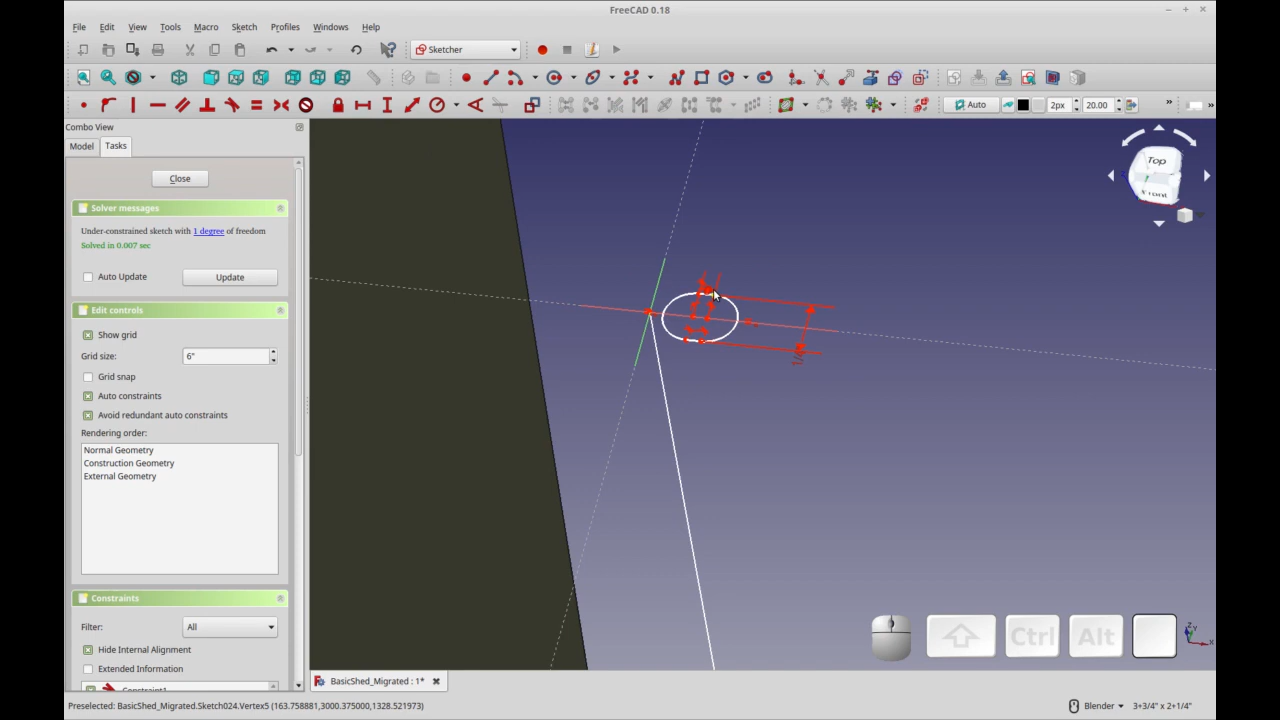 FreeCAD 0.18
File Edit View Tools Macro Sketch Profiles Windows Help
Sketcher
Auto 2px 20.00 » »
Combo View
Model Tasks
Close
Solver messages
Under-constrained sketch with 1 degree of freedom
Solved in 0.007 sec
Auto Update Update
Edit controls
Show grid
Grid size: 6"
Grid snap
Auto constraints
Avoid redundant auto constraints
Rendering order:
Normal Geometry
Construction Geometry
External Geometry
Constraints
Filter: All
Hide Internal Alignment
Extended Information
Constraint1
Top
Front
Ctrl Alt
BasicShed_Migrated : 1*
Preselected: BasicShed_Migrated.Sketch024.Vertex5 (163.758881,3000.375000,1328.521973)
Blender 3+3/4" x 2+1/4"